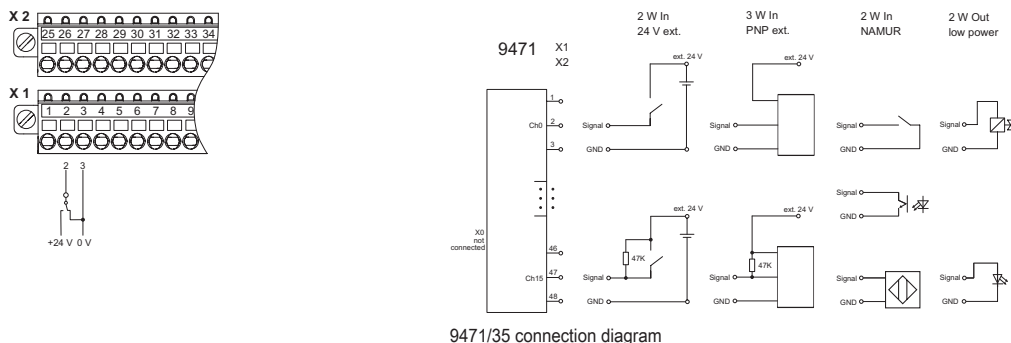 X 2
25 26 27 28 29 30 31 32 33 34
X 1
1 2 3 4 5 6 7 8 9
2 3
+24 V 0 V
9471
X1
X2
1
Ch0 2
3
X0
not
connected
46
Ch15 47
48
2 W In
24 V ext.
ext. 24 V
Signal
GND
47K
ext. 24 V
Signal
GND
3 W In
PNP ext.
ext. 24 V
Signal
GND
ext. 24 V
47K
Signal
GND
2 W In
NAMUR
Signal
GND
Signal
GND
Signal
GND
2 W Out
low power
Signal
GND
Signal
GND
9471/35 connection diagram